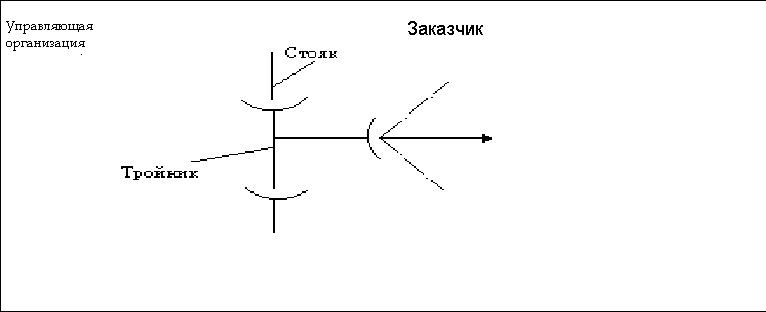 Управляющая
организация
Заказчик
Стояк
Тройник